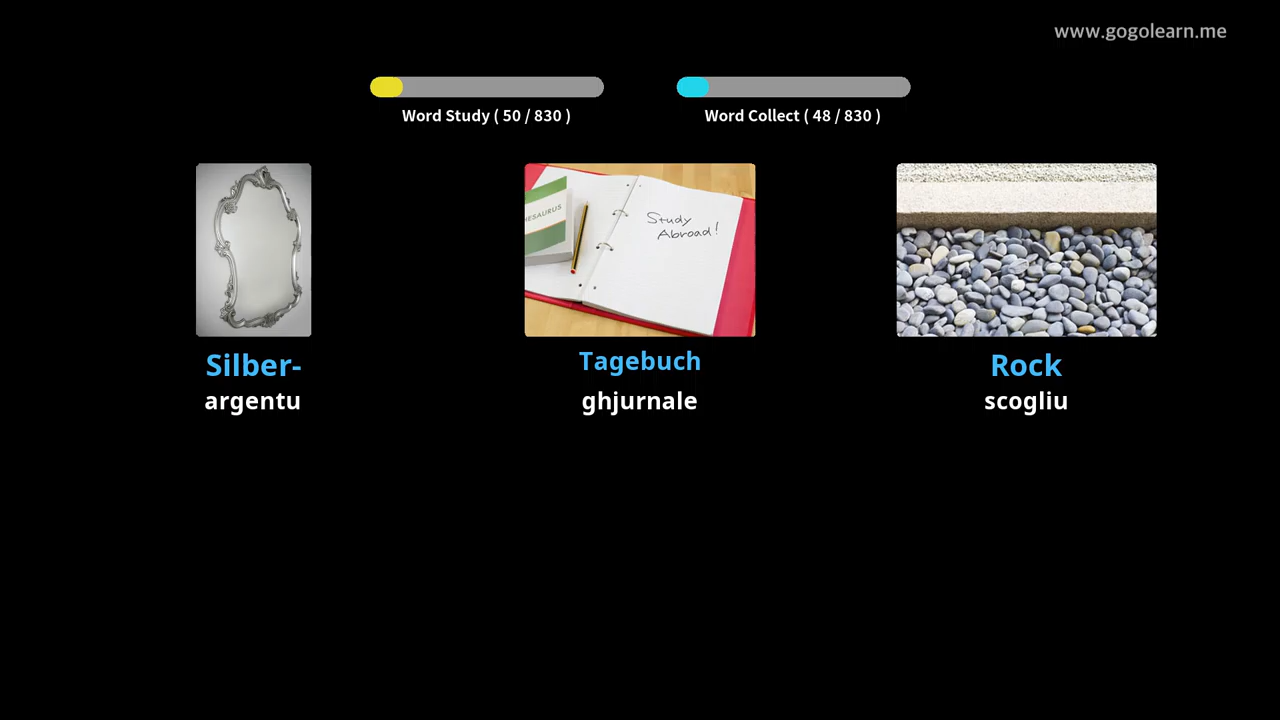 www.gogolearn.me
Word Study ( 50 / 830 )
Word Collect ( 48 / 830 )
HESAURUS
Study
Abroad!
Silber-
argentu
Tagebuch
ghjurnale
Rock
scogliu